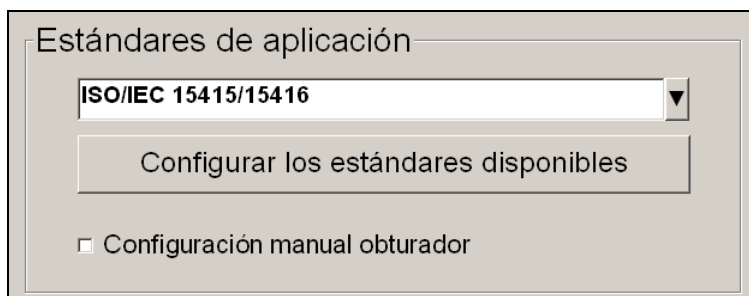 Estándares de aplicación
ISO/IEC 15415/15416
Configurar los estándares disponibles
Configuración manual obturador